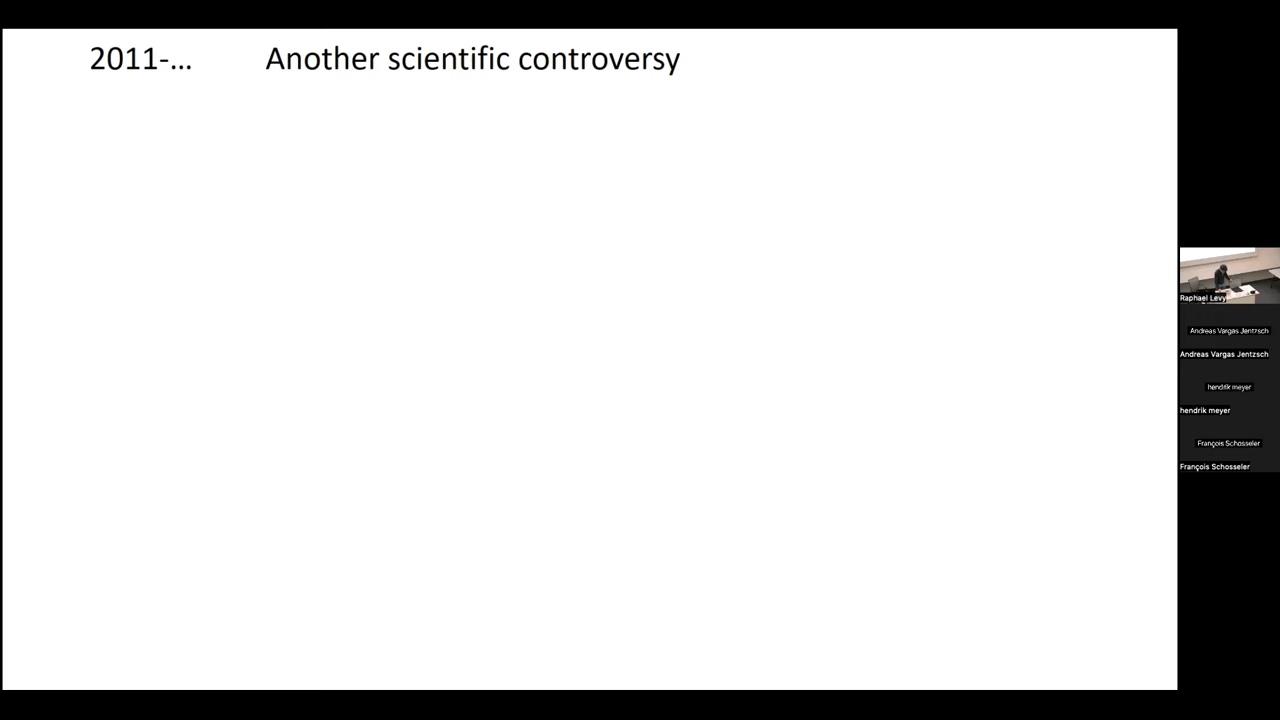 2011-... Another scientific controversy
Raphael Levy
Andreas Vargas Jentzsch
Andreas Vargas Jentzsch
hendrik meyer
hendrik meyer
François Schosseler
François Schosseler